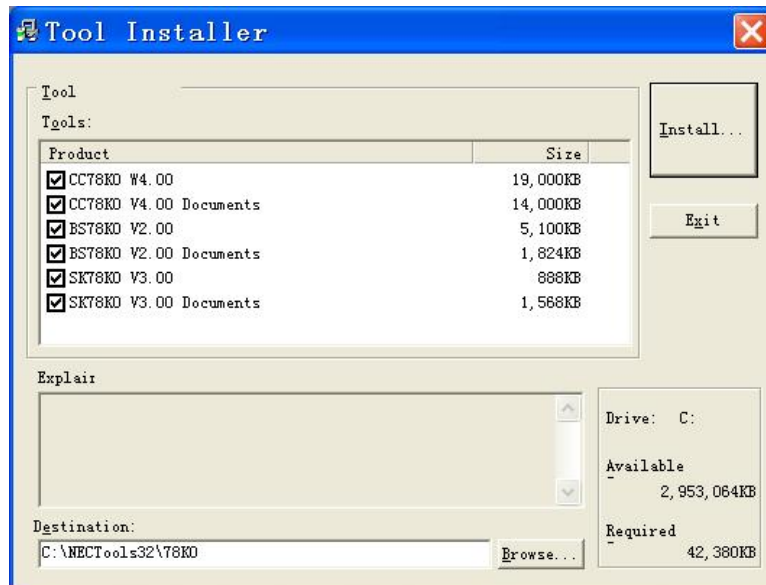 Tool Installer
Tool
Tools:
Product Size
CC78K0 W4.00 19,000KB
CC78K0 V4.00 Documents 14,000KB
BS78K0 V2.00 5,100KB
BS78K0 V2.00 Documents 1,824KB
SK78K0 V3.00 888KB
SK78K0 V3.00 Documents 1,568KB
Install...
Exit
Explair
Drive: C:
Available
2,953,064KB
Required
42,380KB
Destination:
C:\NECTools32\78K0
Browse...